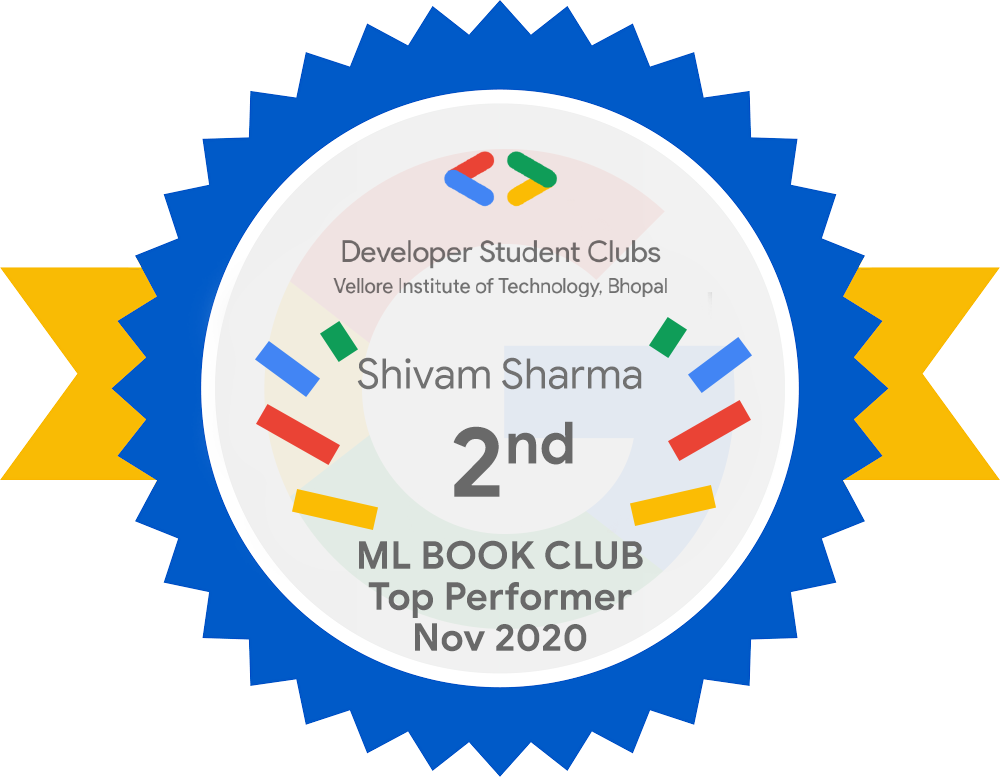 Developer Student Clubs
Vellore Institute of Technology, Bhopal
Shivam Sharma
2nd
ML BOOK CLUB
Top Performer
Nov 2020